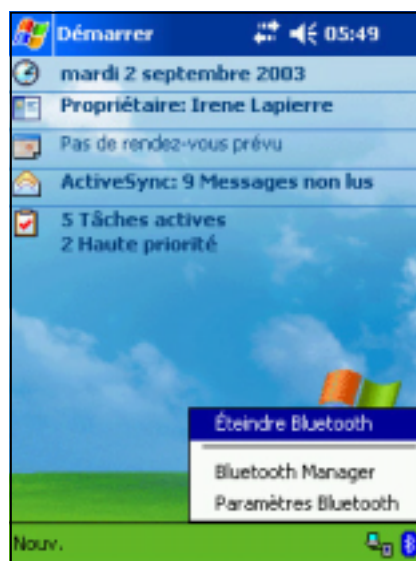 Démarrer 05:49
mardi 2 septembre 2003
Propriétaire: Irene Lapierre
Pas de rendez-vous prévu
ActiveSync: 9 Messages non lus
5 Tâches actives
2 Haute priorité
Éteindre Bluetooth
Bluetooth Manager
Paramètres Bluetooth
Nouv.